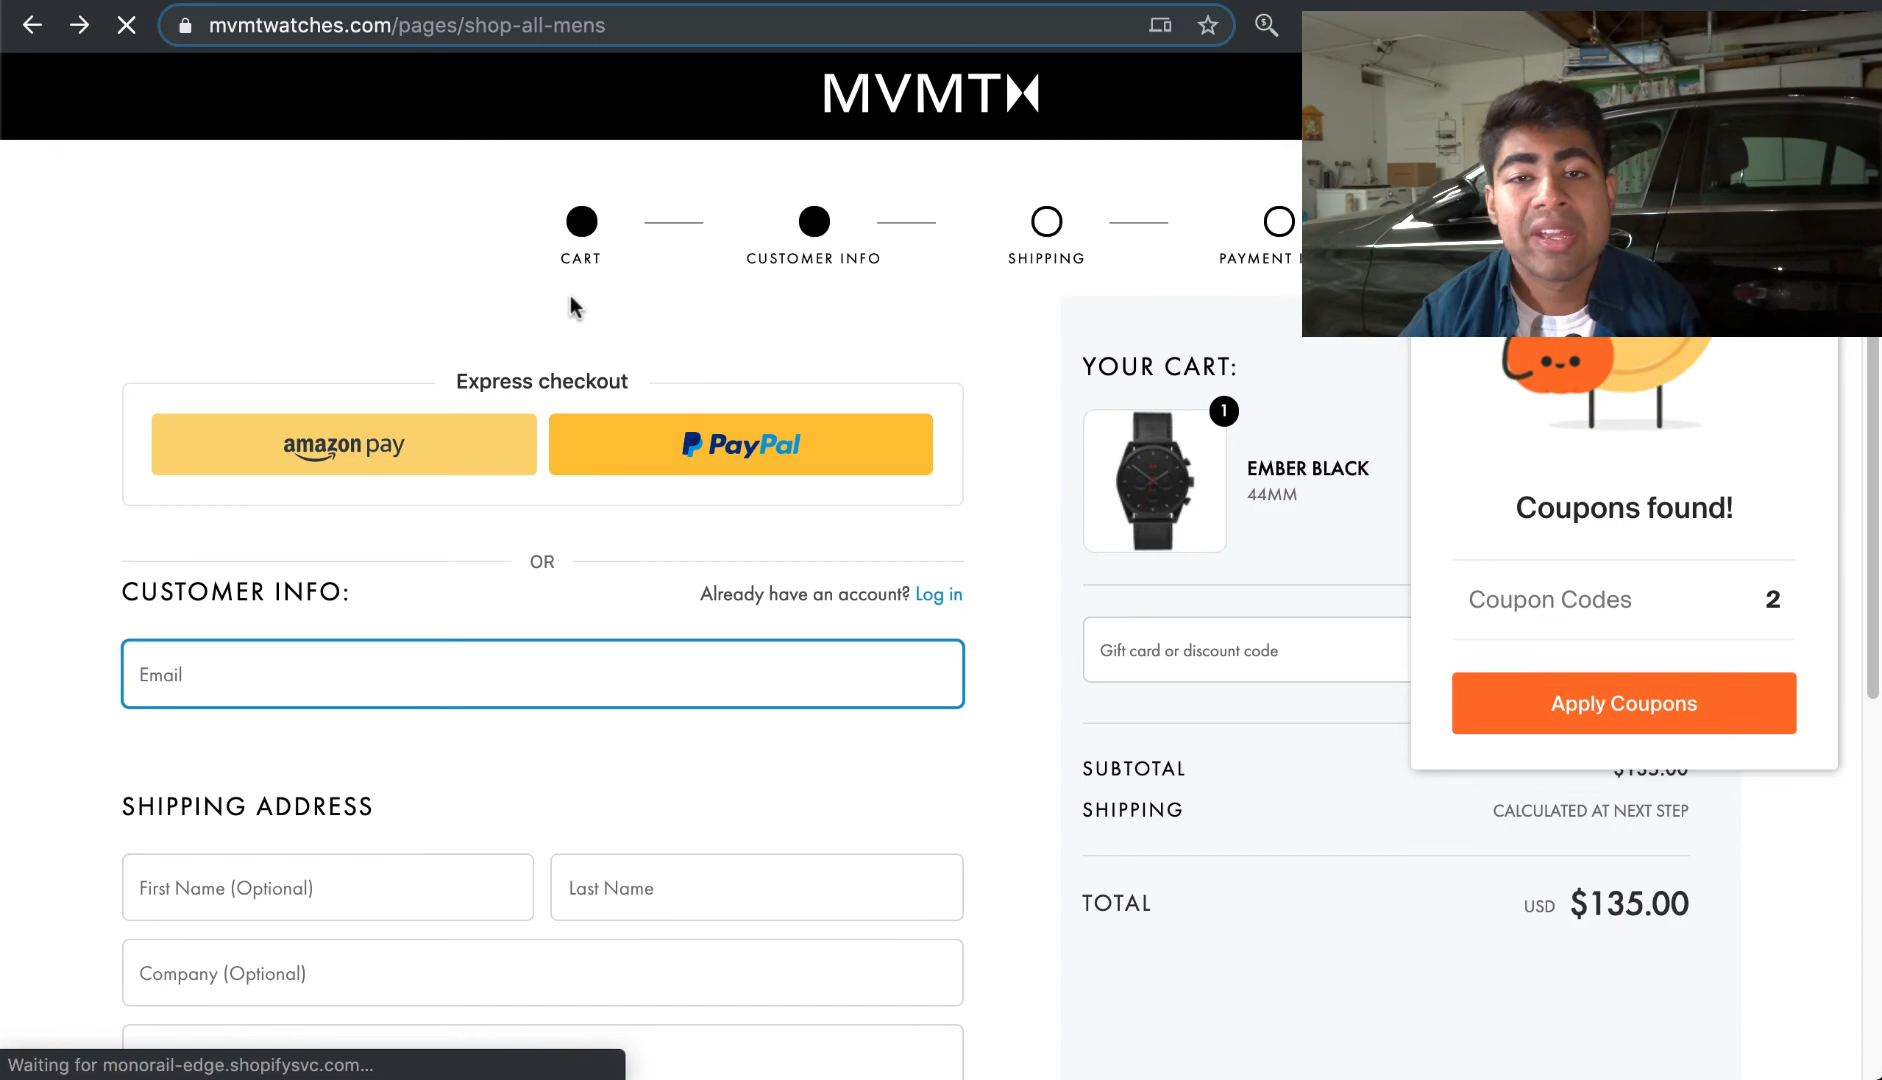 mvmtwatches.com/pages/shop-all-mens
MVMT
CART
CUSTOMER INFO
SHIPPING
PAYMENT
Express checkout
amazon pay
PayPal
OR
CUSTOMER INFO:
Already have an account? Log in
Email
SHIPPING ADDRESS
First Name (Optional)
Last Name
Company (Optional)
YOUR CART:
1
EMBER BLACK
44MM
Gift card or discount code
SUBTOTAL
$135.00
SHIPPING
CALCULATED AT NEXT STEP
TOTAL
USD $135.00
Coupons found!
Coupon Codes 2
Apply Coupons
Waiting for monorail-edge.shopifysvc.com...